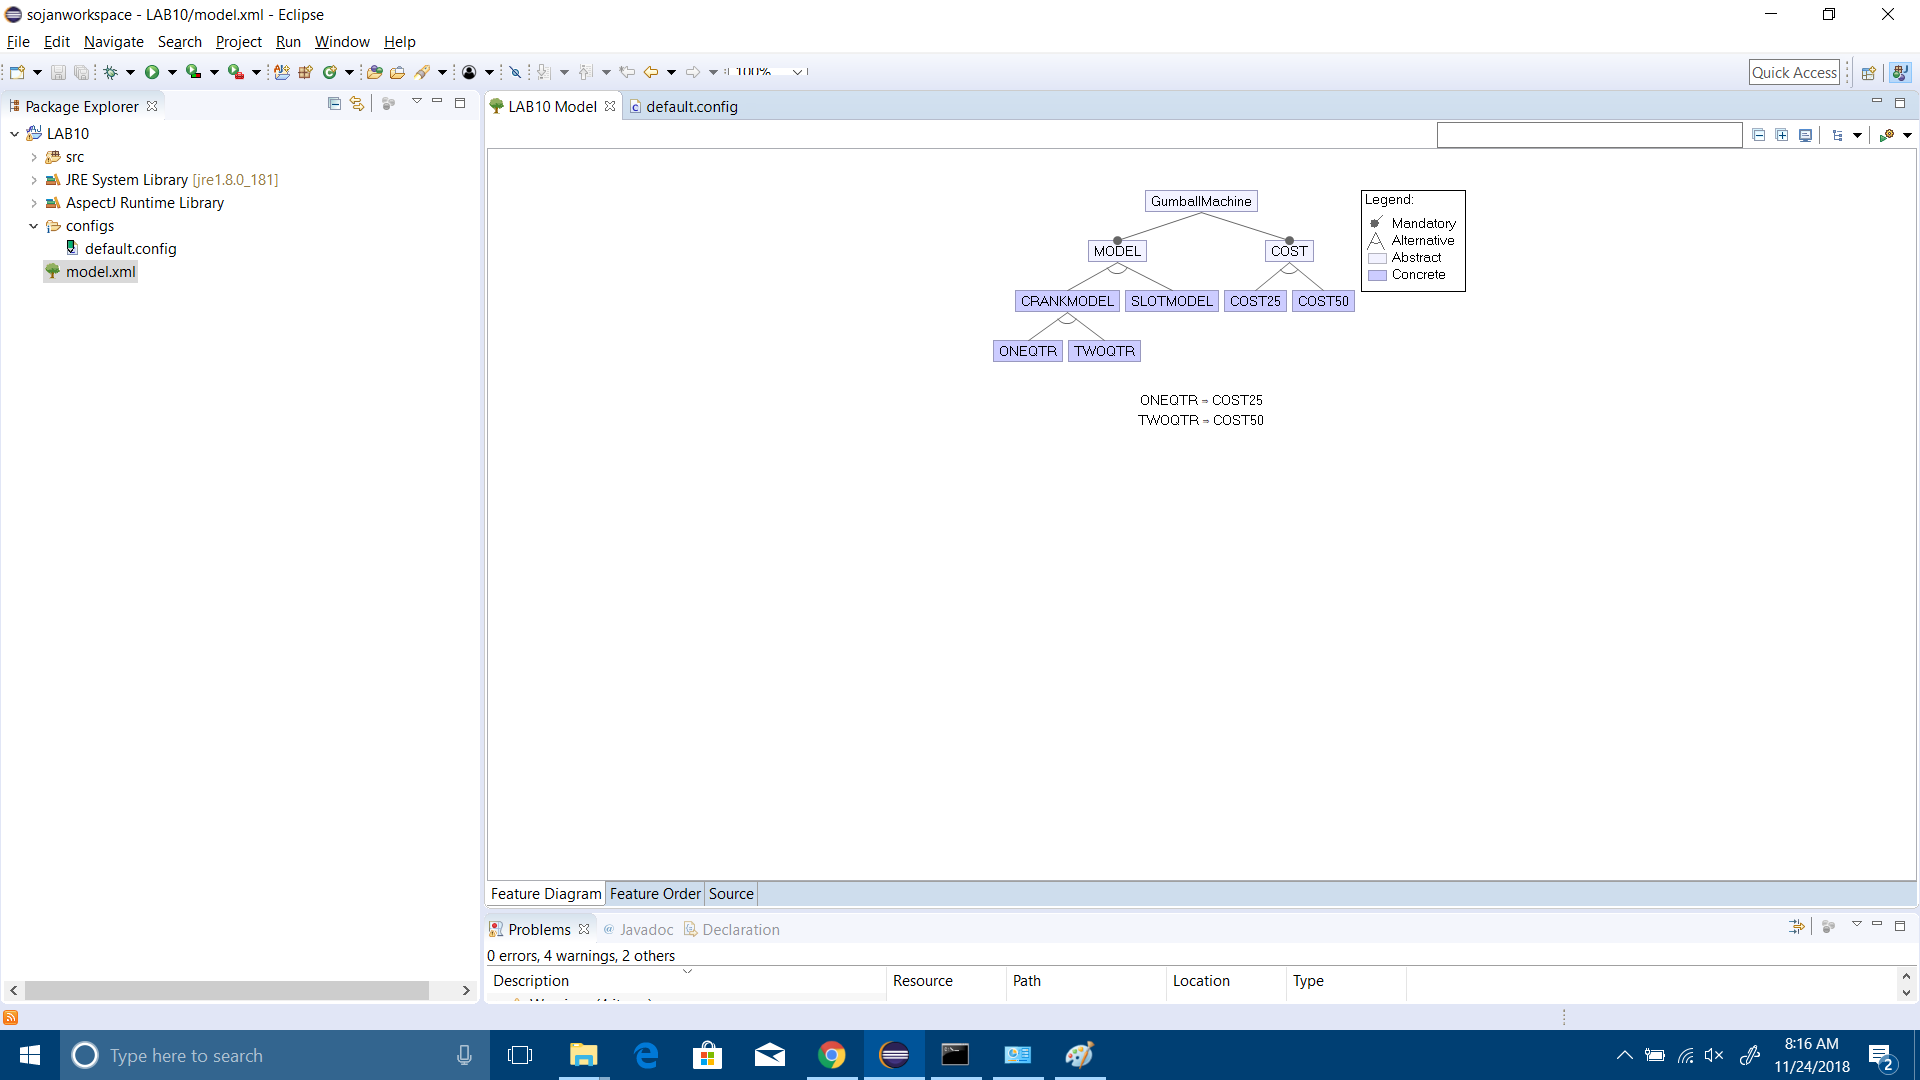 sojanworkspace - LAB10/model.xml - Eclipse
File Edit Navigate Search Project Run Window Help
100%
Quick Access
Package Explorer
LAB10
src
JRE System Library [jre1.8.0_181]
AspectJ Runtime Library
configs
default.config
model.xml
LAB10 Model
default.config
GumballMachine
MODEL
COST
CRANKMODEL
SLOTMODEL
COST25
COST50
ONEQTR
TWOQTR
ONEQTR ⇒ COST25
TWOQTR ⇒ COST50
Legend:
Mandatory
Alternative
Abstract
Concrete
Feature Diagram Feature Order Source
Problems @ Javadoc Declaration
0 errors, 4 warnings, 2 others
Description Resource Path Location Type
Type here to search
8:16 AM
11/24/2018
2